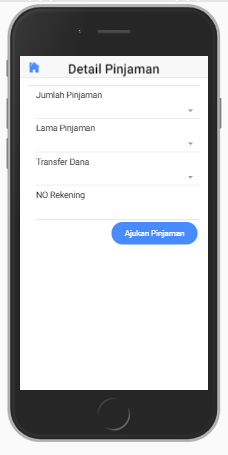 Detail Pinjaman
Jumlah Pinjaman
Lama Pinjaman
Transfer Dana
NO Rekening
Ajukan Pinjaman